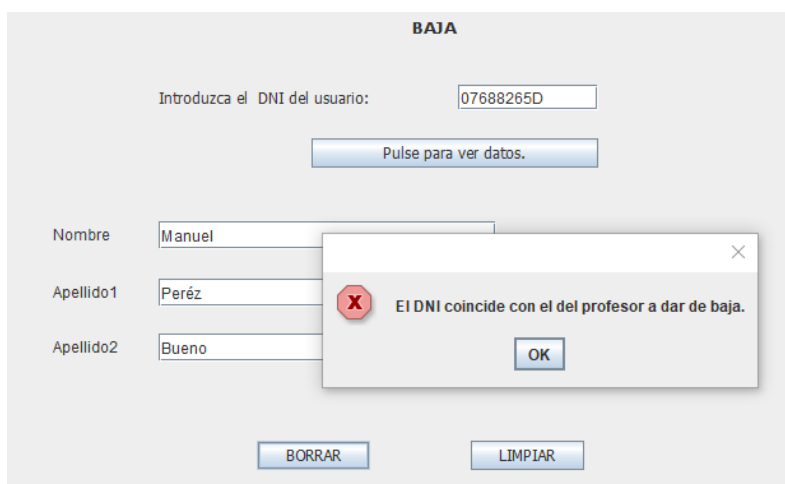 BAJA
Introduzca el DNI del usuario: 07688265D
Pulse para ver datos.
Nombre Manuel
Apellido1 Peréz
X El DNI coincide con el del profesor a dar de baja.
OK
Apellido2 Bueno
BORRAR LIMPIAR